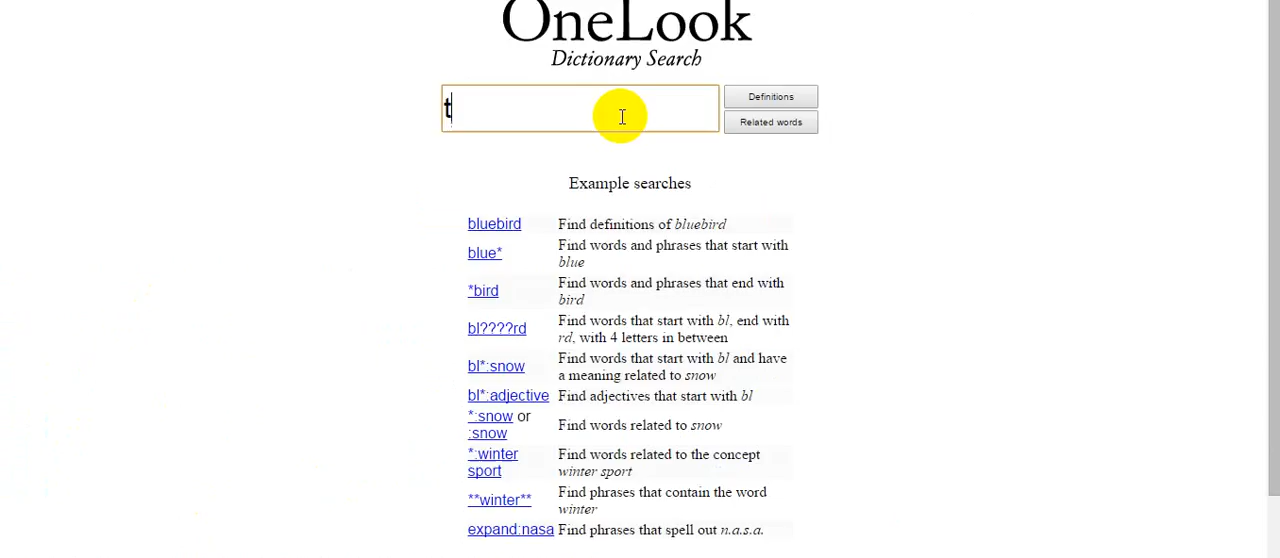 OneLook
Dictionary Search
t
Definitions
Related words
Example searches
bluebird Find definitions of bluebird
blue* Find words and phrases that start with
blue
*bird Find words and phrases that end with
bird
bl????rd Find words that start with bl, end with
rd, with 4 letters in between
bl*:snow Find words that start with bl and have
a meaning related to snow
bl*:adjective Find adjectives that start with bl
*:snow or
:snow Find words related to snow
*:winter
sport Find words related to the concept
winter sport
**winter** Find phrases that contain the word
winter
expand:nasa Find phrases that spell out n.a.s.a.